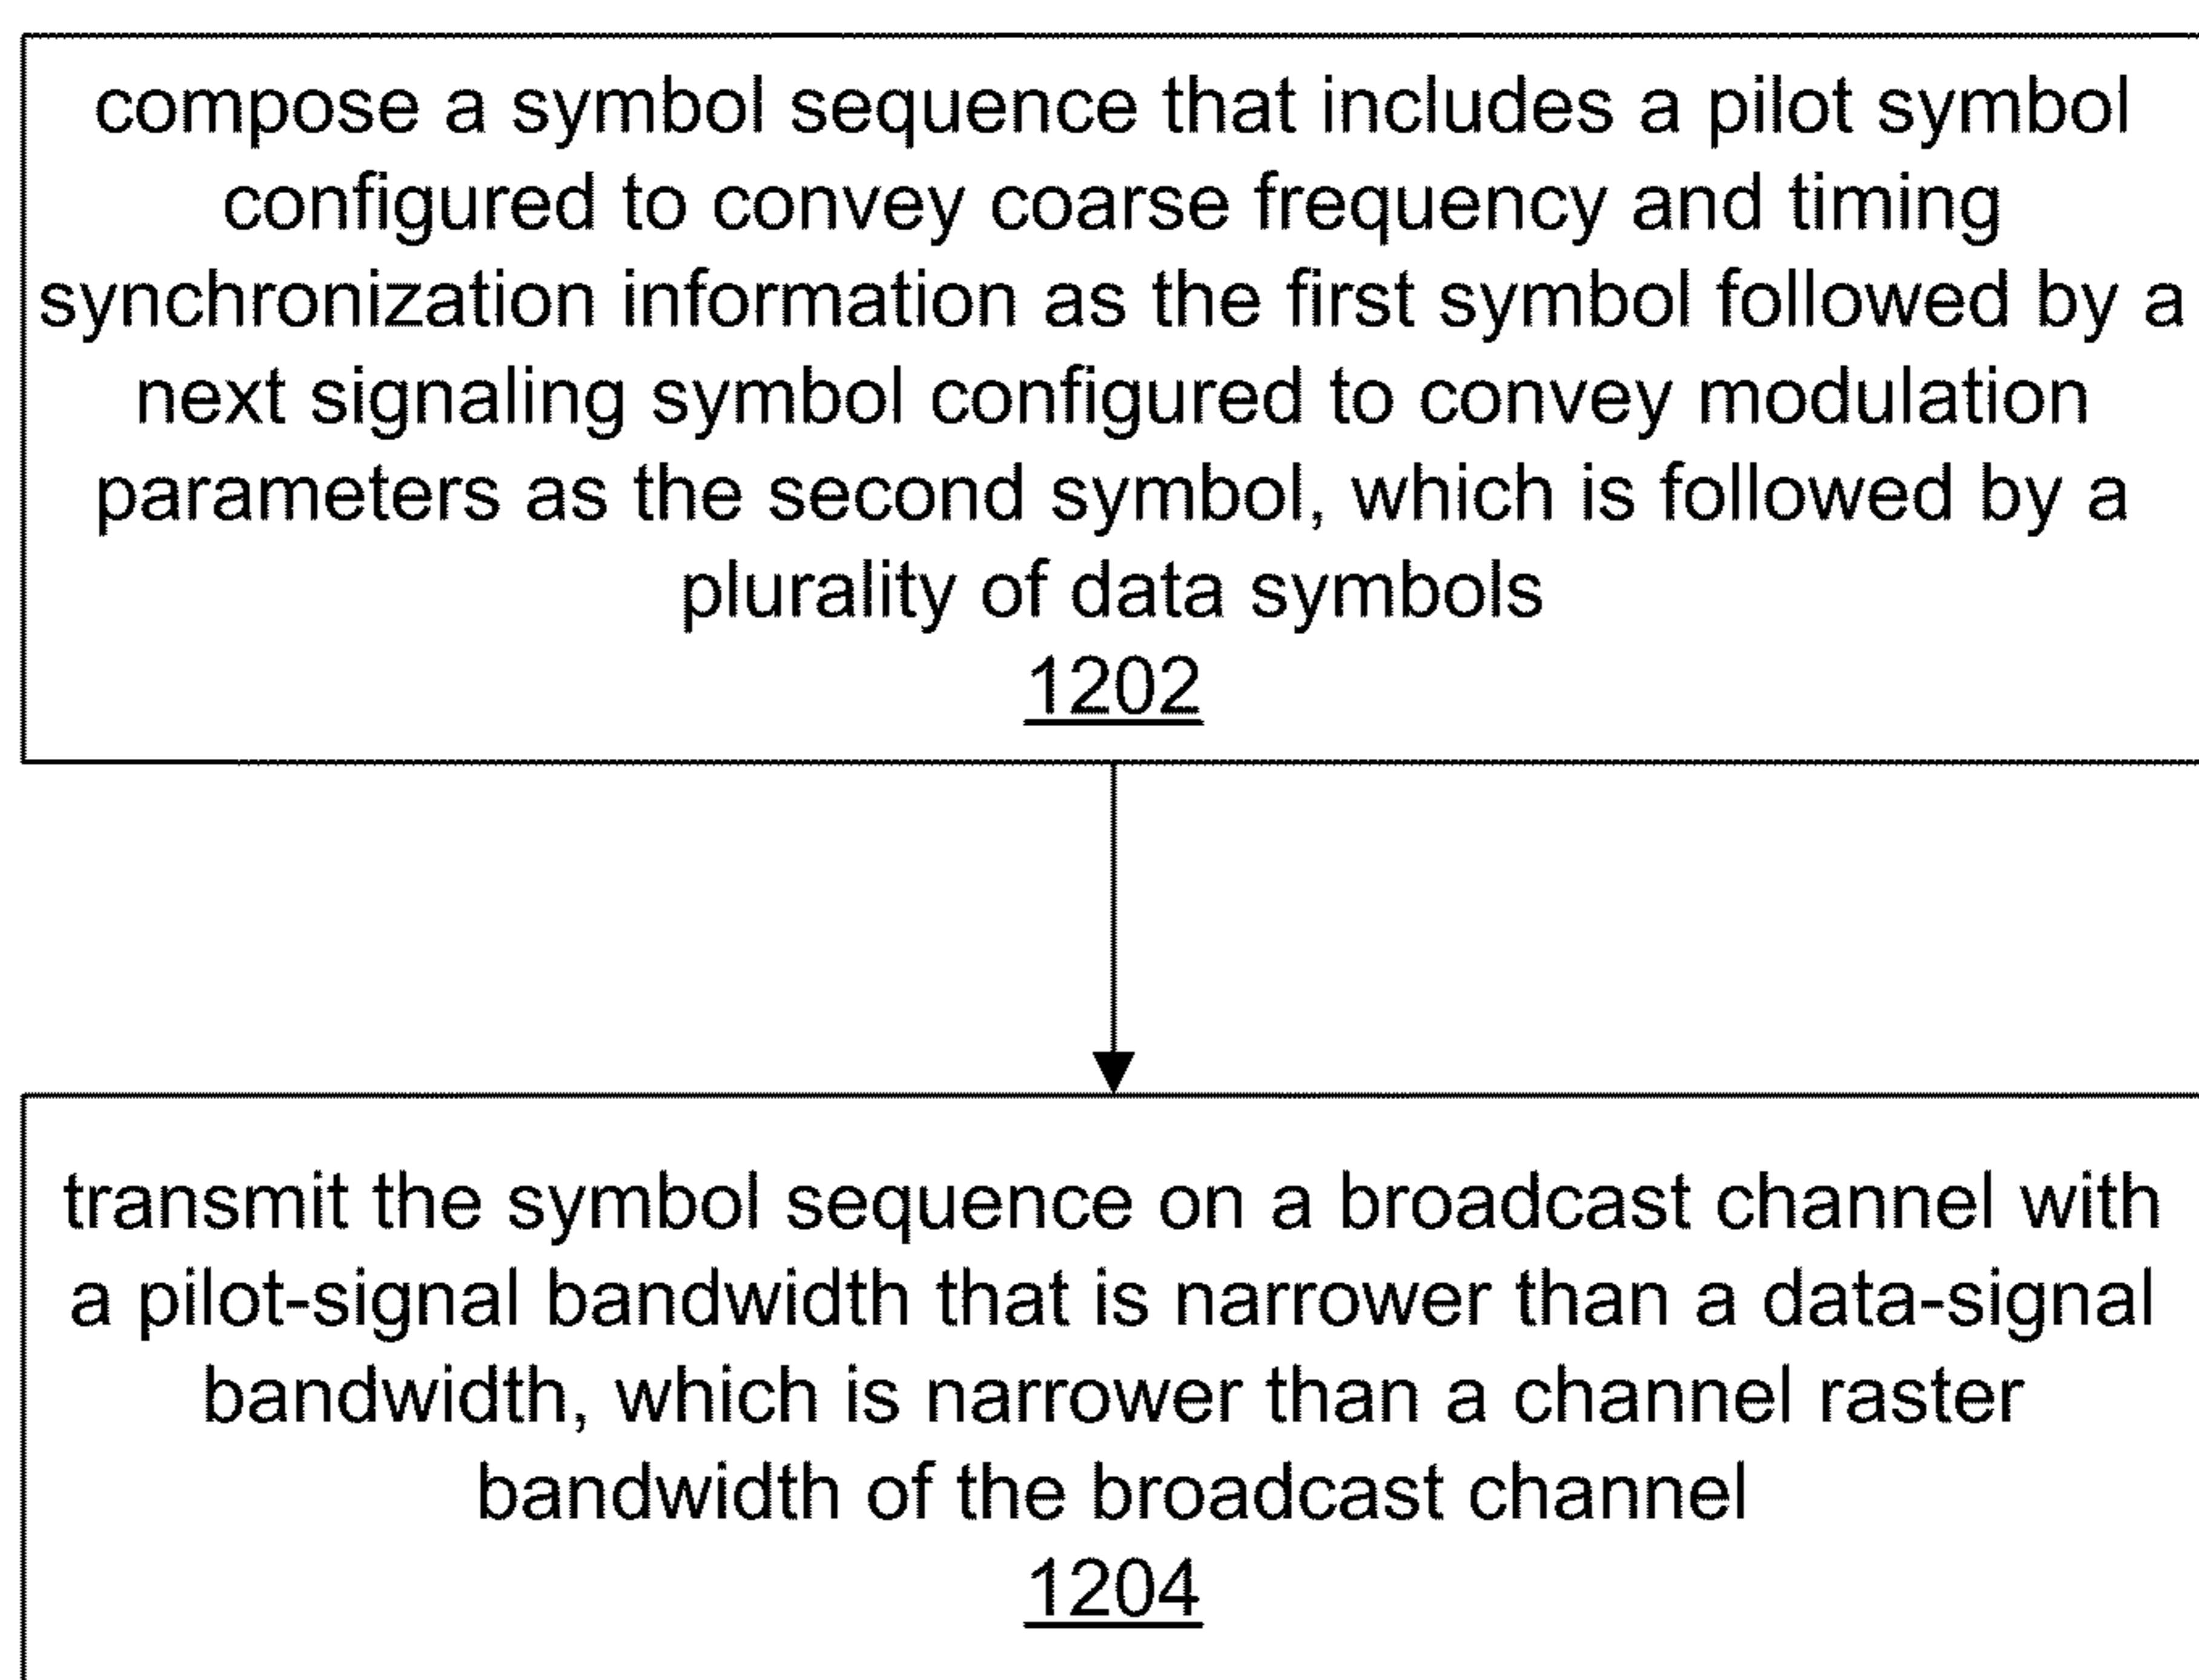 compose a symbol sequence that includes a pilot symbol
configured to convey coarse frequency and timing
synchronization information as the first symbol followed by a
next signaling symbol configured to convey modulation
parameters as the second symbol, which is followed by a
plurality of data symbols
1202
transmit the symbol sequence on a broadcast channel with
a pilot-signal bandwidth that is narrower than a data-signal
bandwidth, which is narrower than a channel raster
bandwidth of the broadcast channel
1204